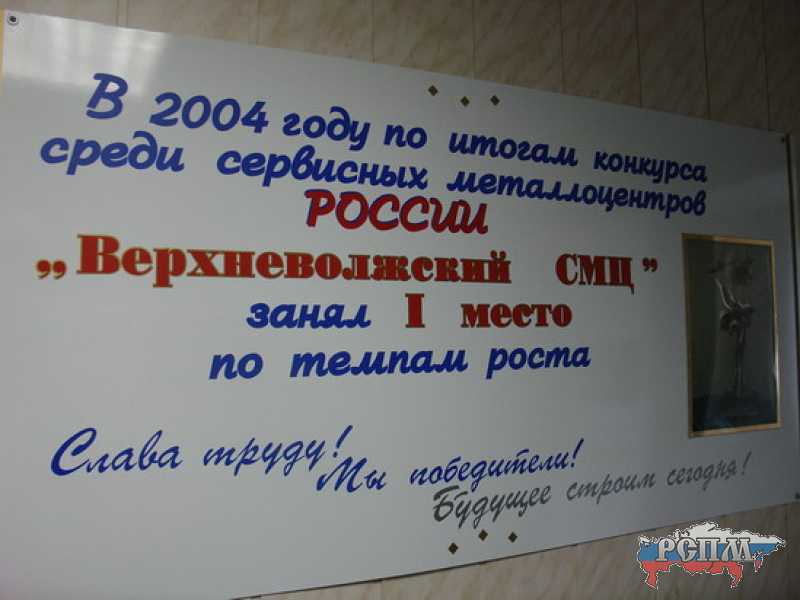 В 2004 году по итогам конкурса
среди сервисных металлоцентров
РОССИИ
„Верхневолжский СМЦ”
занял I место
по темпам роста
Слава труду!
Мы победители!
Будущее строим сегодня!
РСПМ